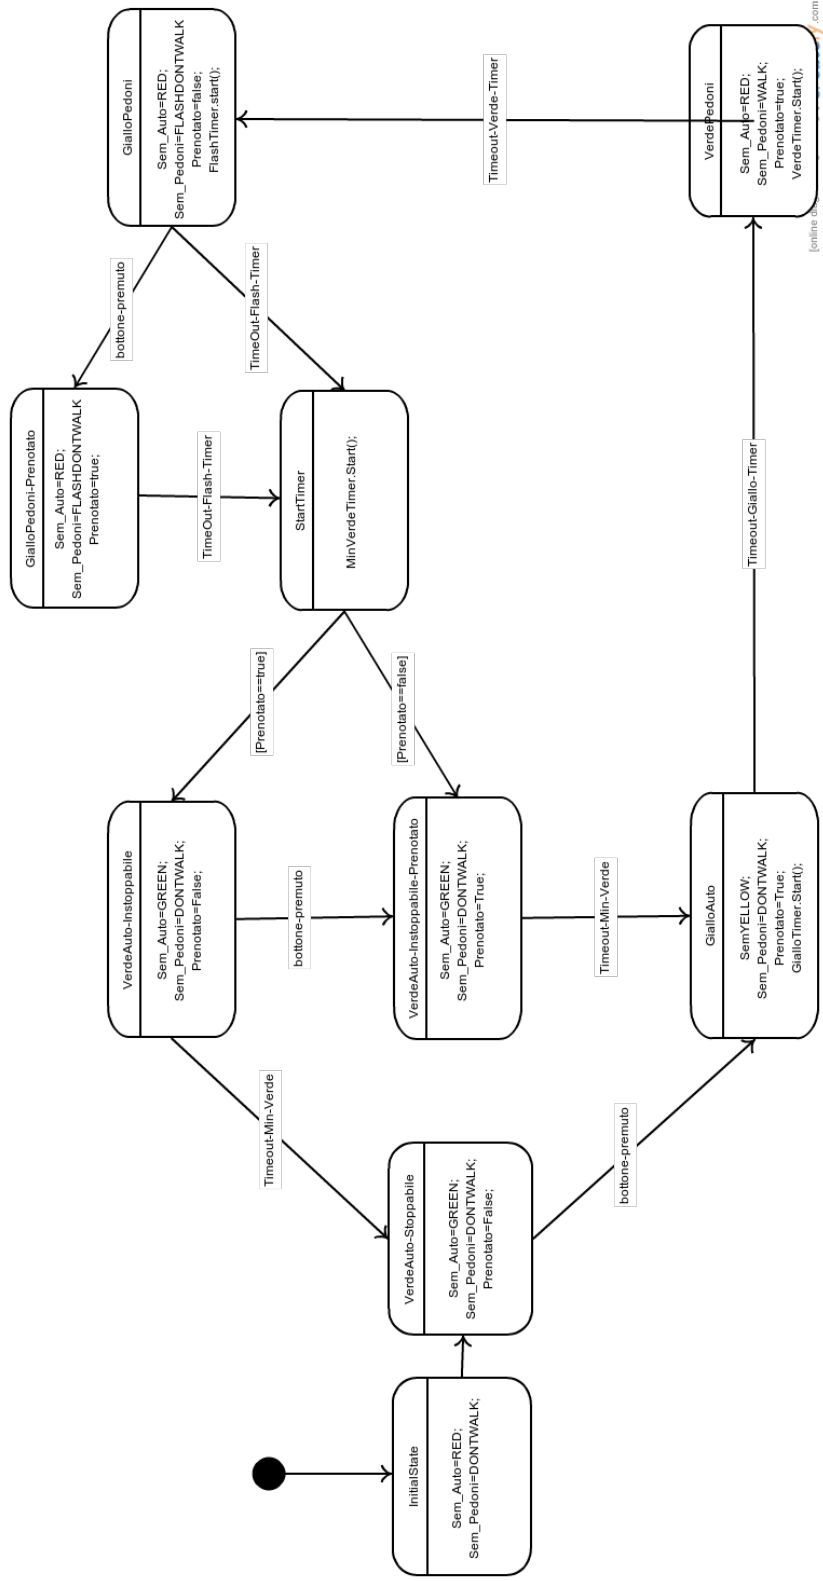 InitialState
Sem_Auto=RED;
Sem_Pedoni=DONTWALK;
VerdeAuto-Stoppabile
Sem_Auto=GREEN;
Sem_Pedoni=DONTWALK;
Prenotato=False;
Timeout-Min-Verde
bottone-premuto
VerdeAuto-Instoppabile
Sem_Auto=GREEN;
Sem_Pedoni=DONTWALK;
Prenotato=False;
bottone-premuto
VerdeAuto-Instoppabile-Prenotato
Sem_Auto=GREEN;
Sem_Pedoni=DONTWALK;
Prenotato=True;
Timeout-Min-Verde
GialloAuto
SemYELLOW;
Sem_Pedoni=DONTWALK;
Prenotato=True;
GialloTimer.Start();
[Prenotato==true]
[Prenotato==false]
GialloPedoni-Prenotato
Sem_Auto=RED;
Sem_Pedoni=FLASHDONTWALK
Prenotato=true;
TimeOut-Flash-Timer
StartTimer
MinVerdeTimer.Start();
Timeout-Giallo-Timer
bottone-premuto
TimeOut-Flash-Timer
GialloPedoni
Sem_Auto=RED;
Sem_Pedoni=FLASHDONTWALK
Prenotato=false;
FlashTimer.start();
Timeout-Verde-Timer
VerdePedoni
Sem_Auto=RED;
Sem_Pedoni=WALK;
Prenotato=true;
VerdeTimer.Start();
[online
.com